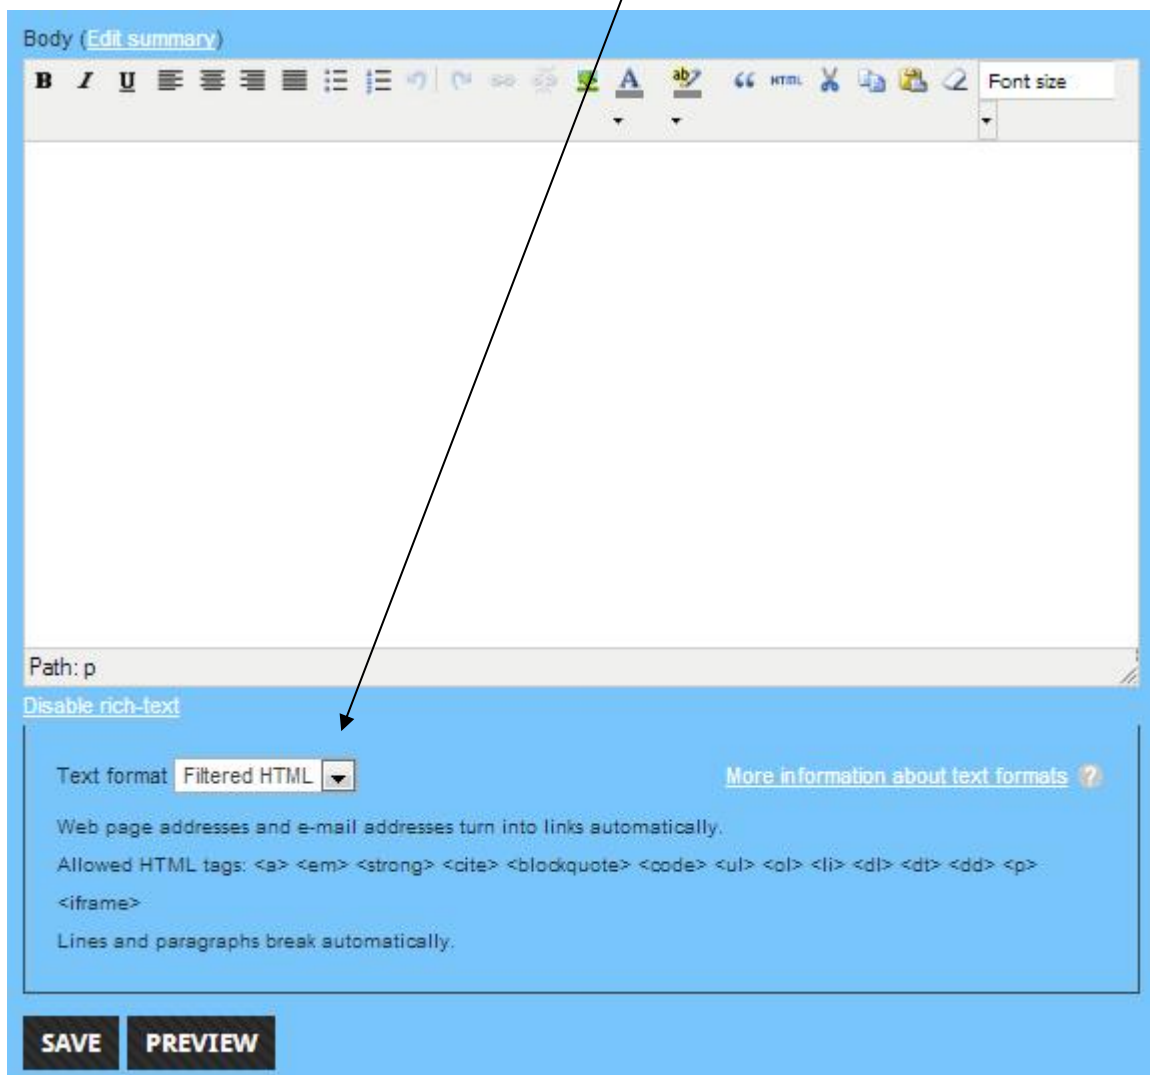 Body (Edit summary)
B I U A ab HTML Font size
Path: p
Disable rich-text
Text format Filtered HTML More information about text formats ?
Web page addresses and e-mail addresses turn into links automatically.
Allowed HTML tags: <a> <em> <strong> <cite> <blockquote> <code> <ul> <ol> <li> <dl> <dt> <dd> <p>
<iframe>
Lines and paragraphs break automatically.
SAVE PREVIEW